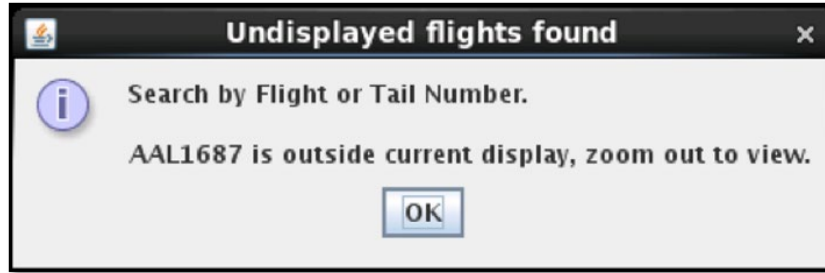 Undisplayed flights found
Search by Flight or Tail Number.
AAL1687 is outside current display, zoom out to view.
OK